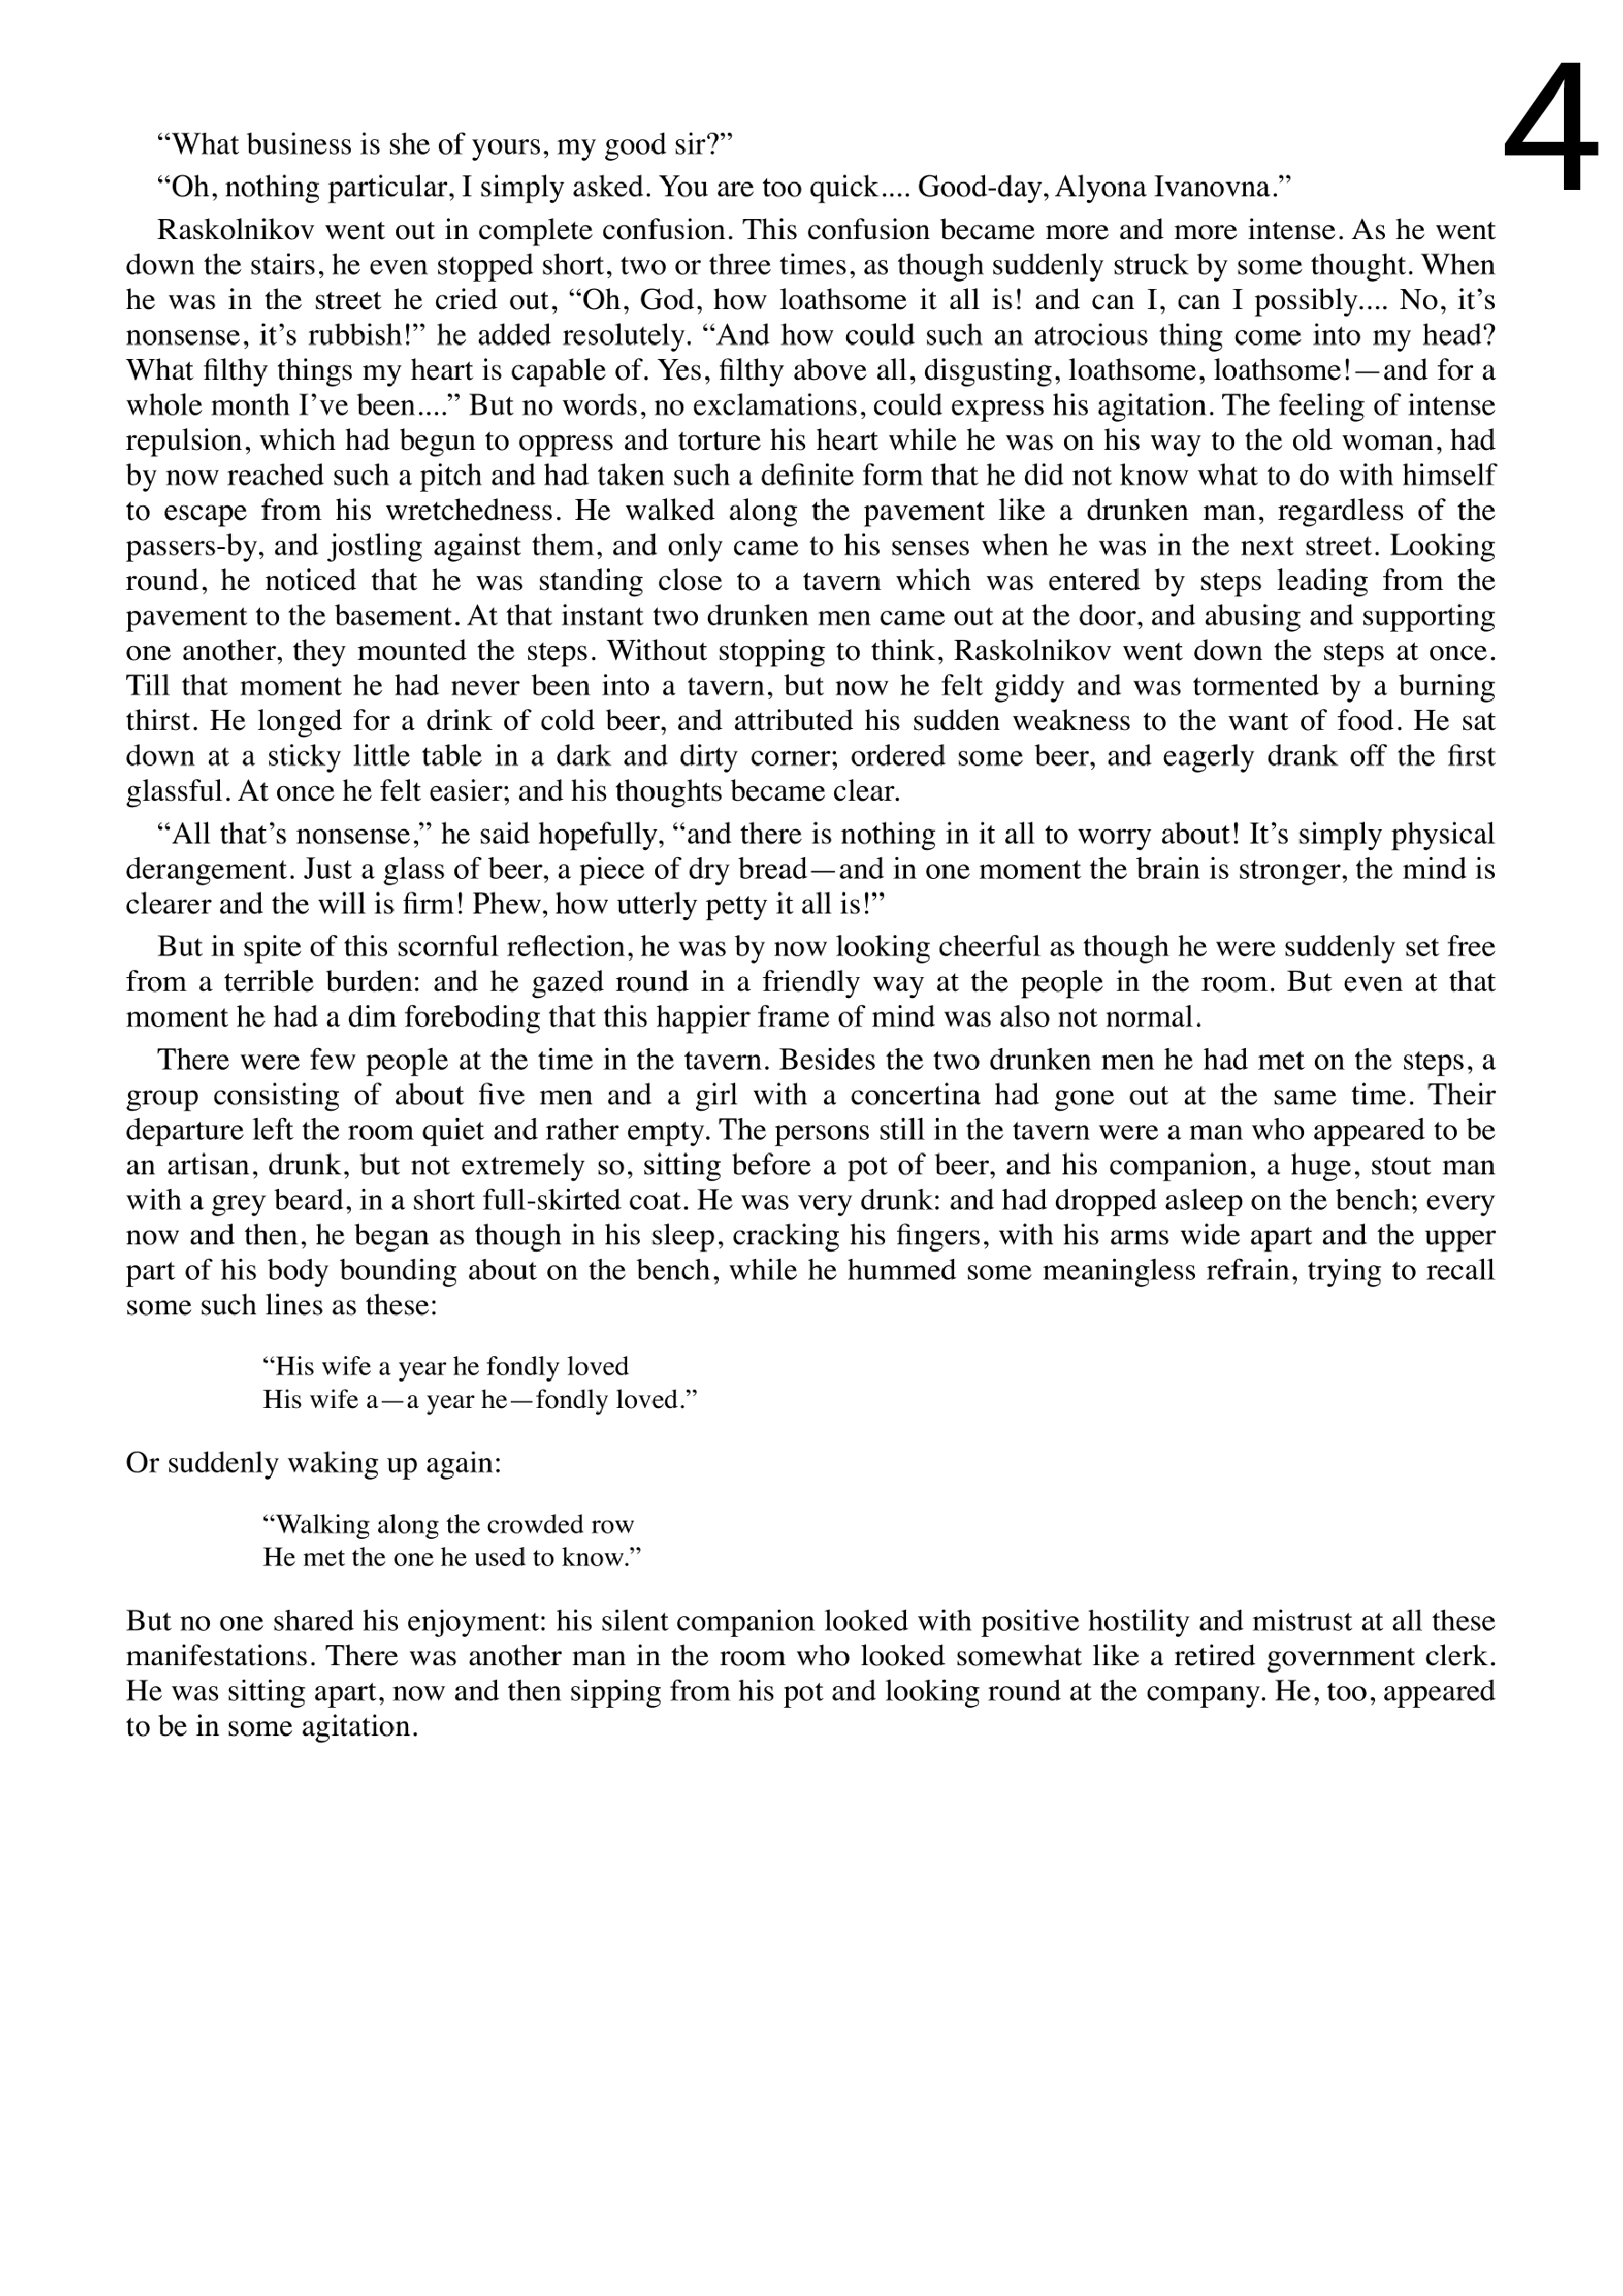 4
“What business is she of yours, my good sir?”
“Oh, nothing particular, I simply asked. You are too quick.... Good-day, Alyona Ivanovna.”
Raskolnikov went out in complete confusion. This confusion became more and more intense. As he went
down the stairs, he even stopped short, two or three times, as though suddenly struck by some thought. When
he was in the street he cried out, “Oh, God, how loathsome it all is! and can I, can I possibly.... No, it’s
nonsense, it’s rubbish!” he added resolutely. “And how could such an atrocious thing come into my head?
What filthy things my heart is capable of. Yes, filthy above all, disgusting, loathsome, loathsome!—and for a
whole month I’ve been....” But no words, no exclamations, could express his agitation. The feeling of intense
repulsion, which had begun to oppress and torture his heart while he was on his way to the old woman, had
by now reached such a pitch and had taken such a definite form that he did not know what to do with himself
to escape from his wretchedness. He walked along the pavement like a drunken man, regardless of the
passers-by, and jostling against them, and only came to his senses when he was in the next street. Looking
round, he noticed that he was standing close to a tavern which was entered by steps leading from the
pavement to the basement. At that instant two drunken men came out at the door, and abusing and supporting
one another, they mounted the steps. Without stopping to think, Raskolnikov went down the steps at once.
Till that moment he had never been into a tavern, but now he felt giddy and was tormented by a burning
thirst. He longed for a drink of cold beer, and attributed his sudden weakness to the want of food. He sat
down at a sticky little table in a dark and dirty corner; ordered some beer, and eagerly drank off the first
glassful. At once he felt easier; and his thoughts became clear.
“All that’s nonsense,” he said hopefully, “and there is nothing in it all to worry about! It’s simply physical
derangement. Just a glass of beer, a piece of dry bread—and in one moment the brain is stronger, the mind is
clearer and the will is firm! Phew, how utterly petty it all is!”
But in spite of this scornful reflection, he was by now looking cheerful as though he were suddenly set free
from a terrible burden: and he gazed round in a friendly way at the people in the room. But even at that
moment he had a dim foreboding that this happier frame of mind was also not normal.
There were few people at the time in the tavern. Besides the two drunken men he had met on the steps, a
group consisting of about five men and a girl with a concertina had gone out at the same time. Their
departure left the room quiet and rather empty. The persons still in the tavern were a man who appeared to be
an artisan, drunk, but not extremely so, sitting before a pot of beer, and his companion, a huge, stout man
with a grey beard, in a short full-skirted coat. He was very drunk: and had dropped asleep on the bench; every
now and then, he began as though in his sleep, cracking his fingers, with his arms wide apart and the upper
part of his body bounding about on the bench, while he hummed some meaningless refrain, trying to recall
some such lines as these:
“His wife a year he fondly loved
His wife a—a year he—fondly loved.”
Or suddenly waking up again:
“Walking along the crowded row
He met the one he used to know.”
But no one shared his enjoyment: his silent companion looked with positive hostility and mistrust at all these
manifestations. There was another man in the room who looked somewhat like a retired government clerk.
He was sitting apart, now and then sipping from his pot and looking round at the company. He, too, appeared
to be in some agitation.